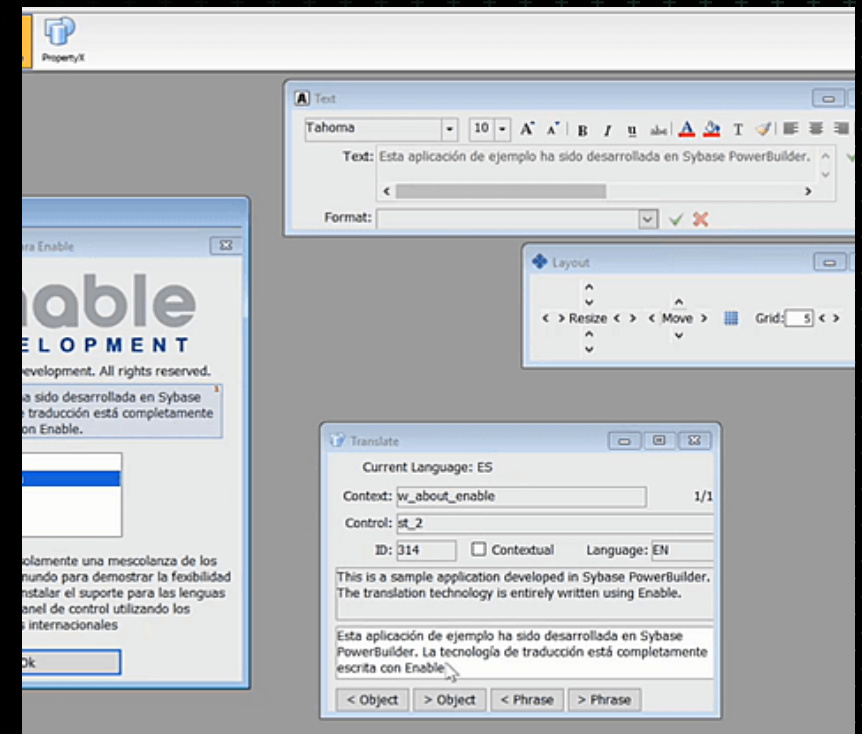 PropertyX
Text
Tahoma
10
B I u abc A T
Text: Esta aplicación de ejemplo ha sido desarrollada en Sybase PowerBuilder.
Format:
Layout
Resize
Move
Grid: 5
ara Enable
nable
ELOPMENT
evelopment. All rights reserved.
a sido desarrollada en Sybase
traducción está completamente
on Enable.
olamente una mescolanza de los
mundo para demostrar la fexibilidad
nstalar el suporte para las lenguas
anel de control utilizando los
s internacionales
Ok
Translate
Current Language: ES
Context: w_about_enable 1/1
Control: st_2
ID: 314 Contextual Language: EN
This is a sample application developed in Sybase PowerBuilder.
The translation technology is entirely written using Enable.
Esta aplicación de ejemplo ha sido desarrollada en Sybase
PowerBuilder. La tecnología de traducción está completamente
escrita con Enable
< Object > Object < Phrase > Phrase